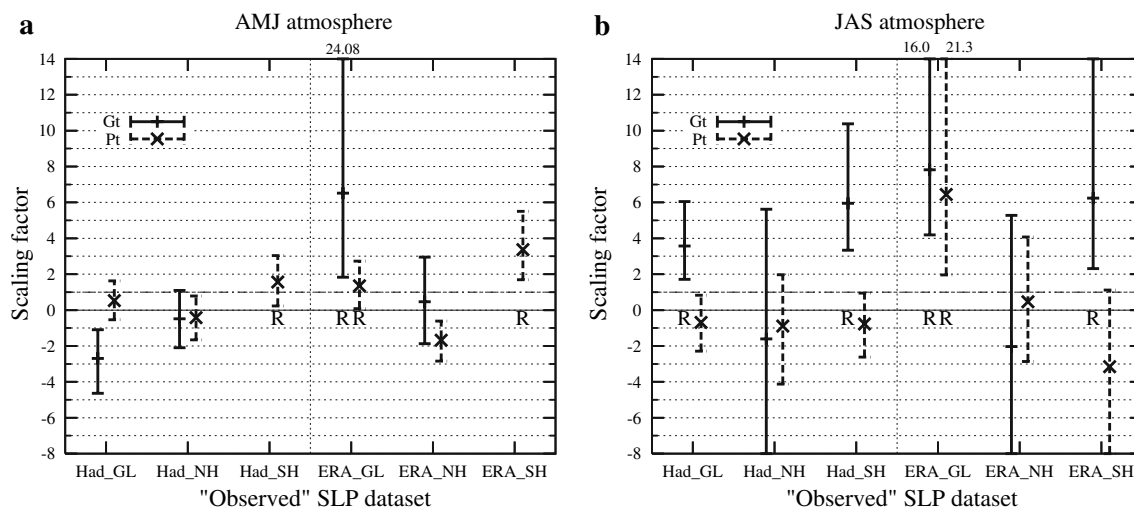 a
AMJ atmosphere
24.08
14
12
10
8
6
4
2
0
-2
-4
-6
-8
Scaling factor
Gt
Pt
R
R R
R
Had_GL Had_NH Had_SH ERA_GL ERA_NH ERA_SH
"Observed" SLP dataset
b
JAS atmosphere
16.0 21.3
14
12
10
8
6
4
2
0
-2
-4
-6
-8
Scaling factor
Gt
Pt
R
R
R R
R
Had_GL Had_NH Had_SH ERA_GL ERA_NH ERA_SH
"Observed" SLP dataset